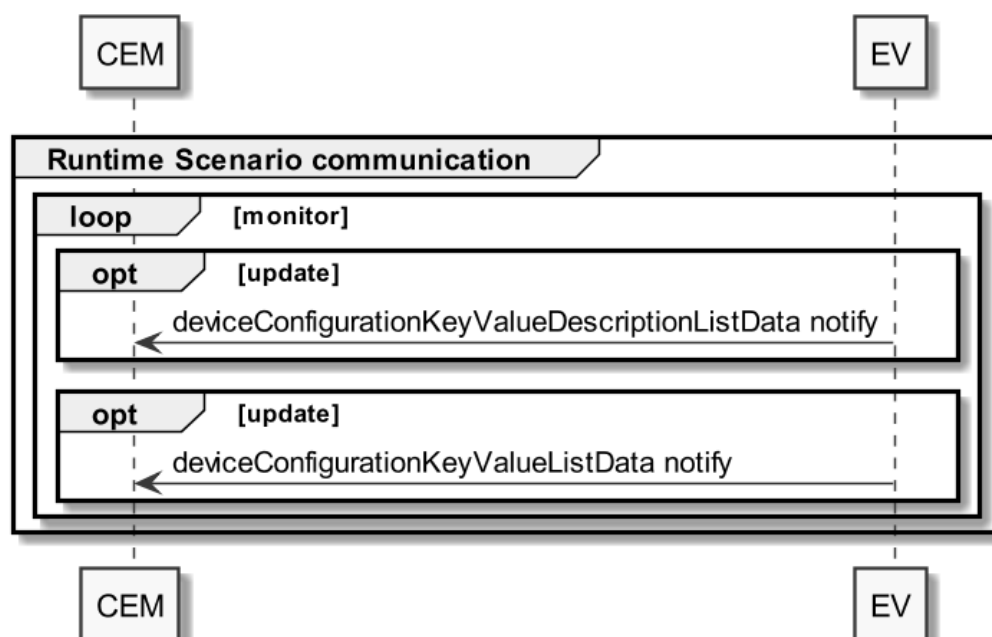 CEM EV
Runtime Scenario communication
loop [monitor]
opt [update]
deviceConfigurationKeyValueDescriptionListData notify
opt [update]
deviceConfigurationKeyValueListData notify
CEM EV